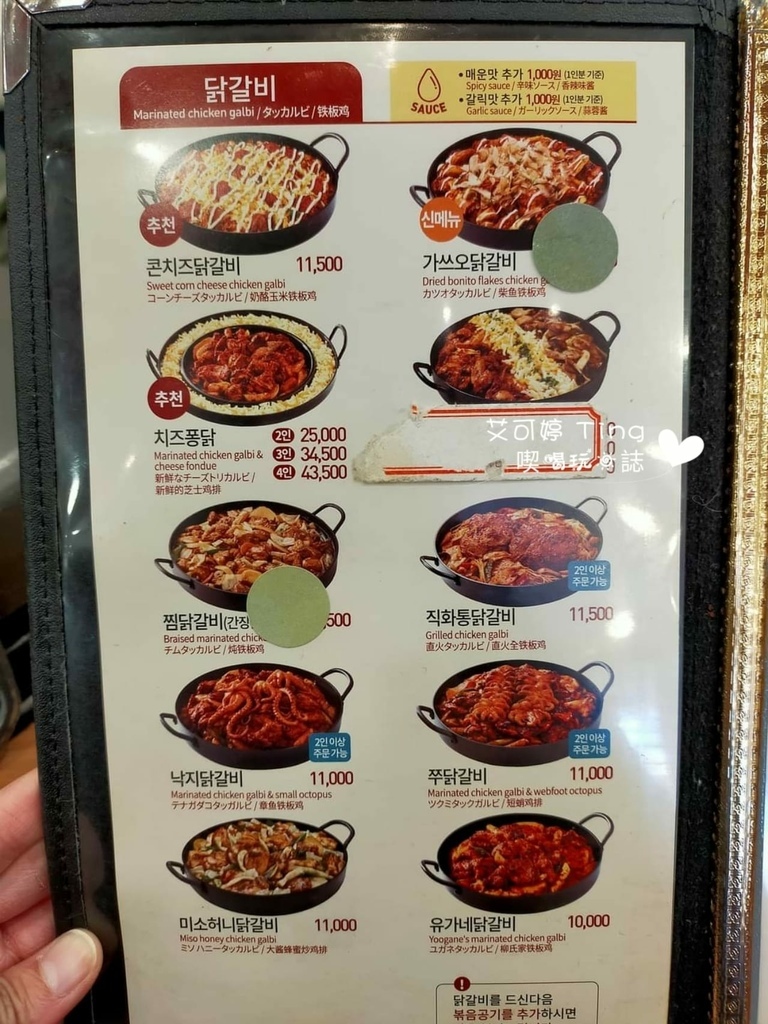 닭갈비
Marinated chicken galbi / タッカルビ / 铁板鸡
SAUCE
• 매운맛 추가 1,000원 (1인분 기준)
Spicy sauce / 辛味ソース / 香辣味酱
• 갈릭맛 추가 1,000원 (1인분 기준)
Garlic sauce / ガーリックソース / 蒜蓉酱
추천
콘치즈닭갈비 11,500
Sweet corn cheese chicken galbi
コーンチーズタッカルビ / 奶酪玉米铁板鸡
신메뉴
가쓰오닭갈비
Dried bonito flakes chicken
カツオタッカルビ / 柴鱼铁板鸡
추천
치즈퐁닭
2인 25,000
3인 34,500
4인 43,500
Marinated chicken galbi &
cheese fondue
新鮮なチーズトリカルビ /
新鲜的芝士鸡排
艾可婷 Ting
喫喝玩樂誌
찜닭갈비(간장
500
Braised marinated
チムタッカルビ / 炖铁板鸡
2인 이상
주문 가능
직화통닭갈비 11,500
Grilled chicken galbi
直火タッカルビ / 直火全铁板鸡
2인 이상
주문 가능
낙지닭갈비 11,000
Marinated chicken galbi & small octopus
テナガダコタッガルビ / 章鱼铁板鸡
2인 이상
주문 가능
쭈닭갈비 11,000
Marinated chicken galbi & webfoot octopus
ツクミタックガルビ / 短蛸鸡排
미소허니닭갈비 11,000
Miso honey chicken galbi
ミソ ハニータッカルビ / 大酱蜂蜜炒鸡排
유가네닭갈비 10,000
Yoogane's marinated chicken galbi
ユガネタッカルビ / 柳氏家铁板鸡
!
닭갈비를 드신다음
볶음공기를 추가하시면